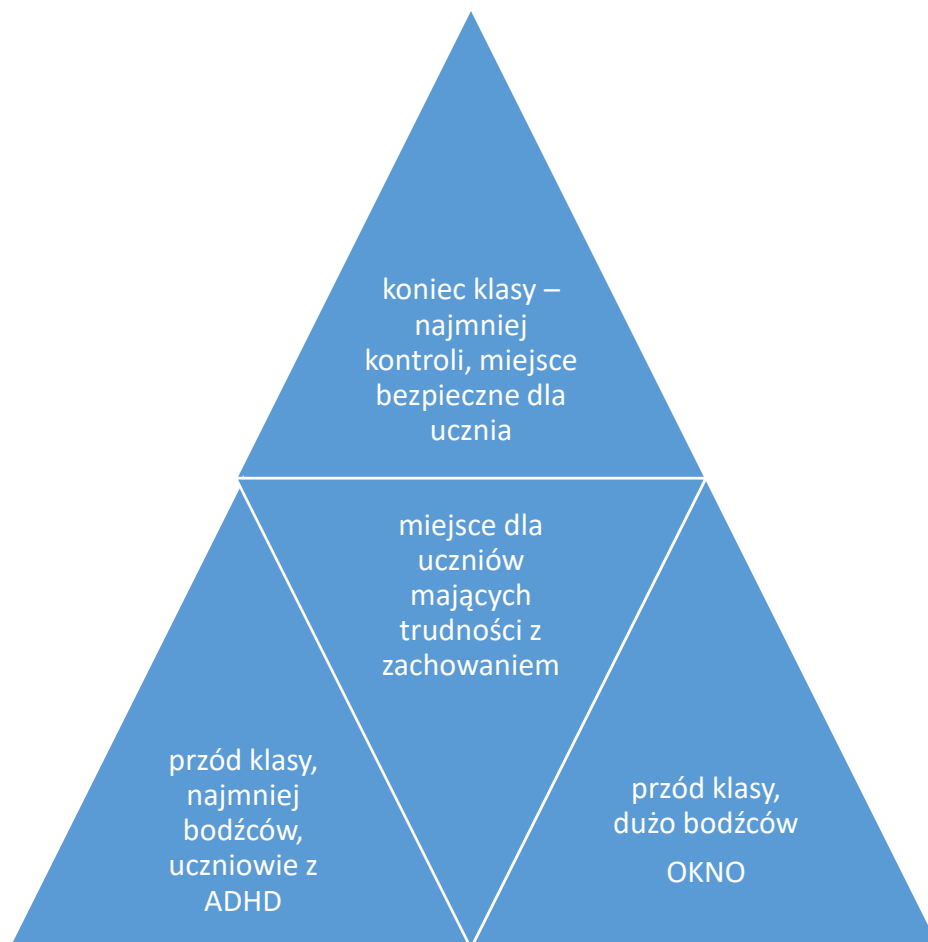 koniec klasy –
najmniej
kontroli, miejsce
bezpieczne dla
ucznia
miejsce dla
uczniów
mających
trudności z
zachowaniem
przód klasy,
najmniej
bodźców,
uczniowie z
ADHD
przód klasy,
dużo bodźców
OKNO